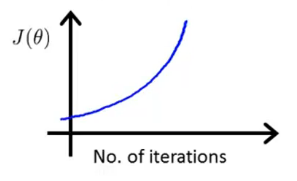 J(θ)
No. of iterations